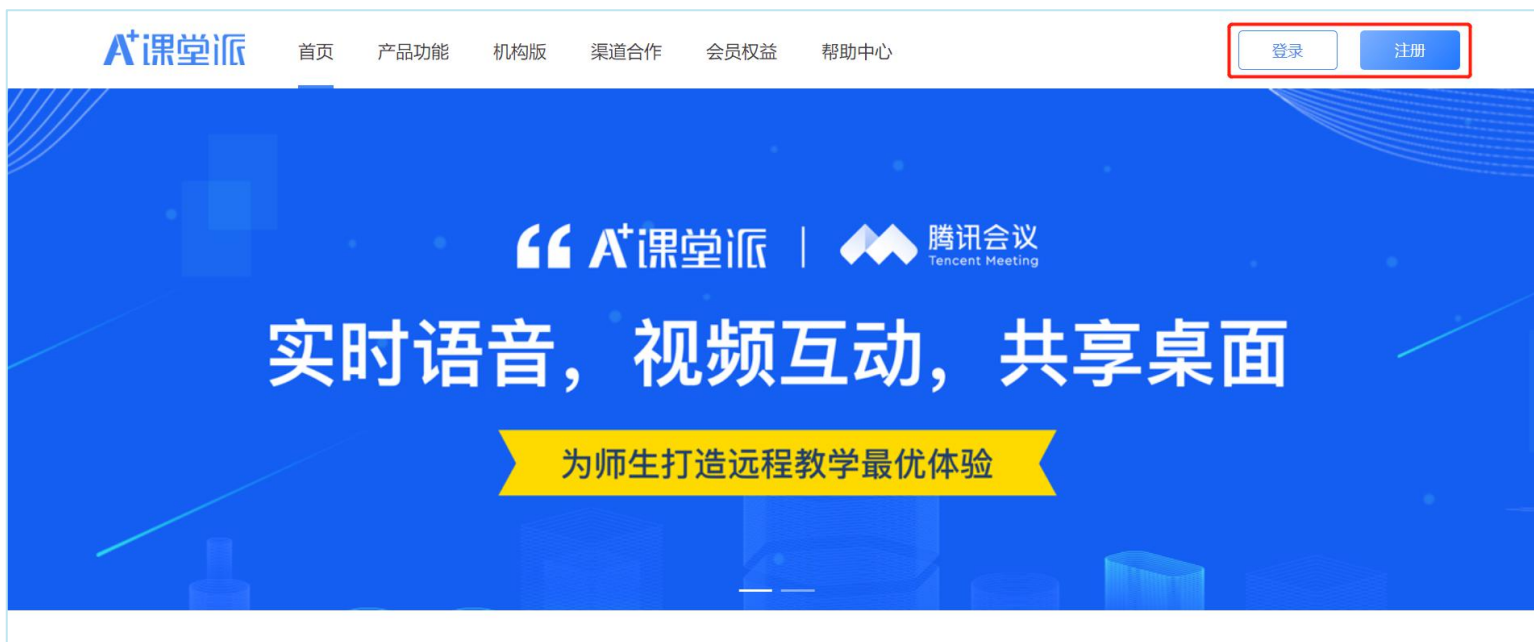 A+课堂派 首页 产品功能 机构版 渠道合作 会员权益 帮助中心 登录 注册
A+课堂派 | 腾讯会议
Tencent Meeting
实时语音，视频互动，共享桌面
为师生打造远程教学最优体验